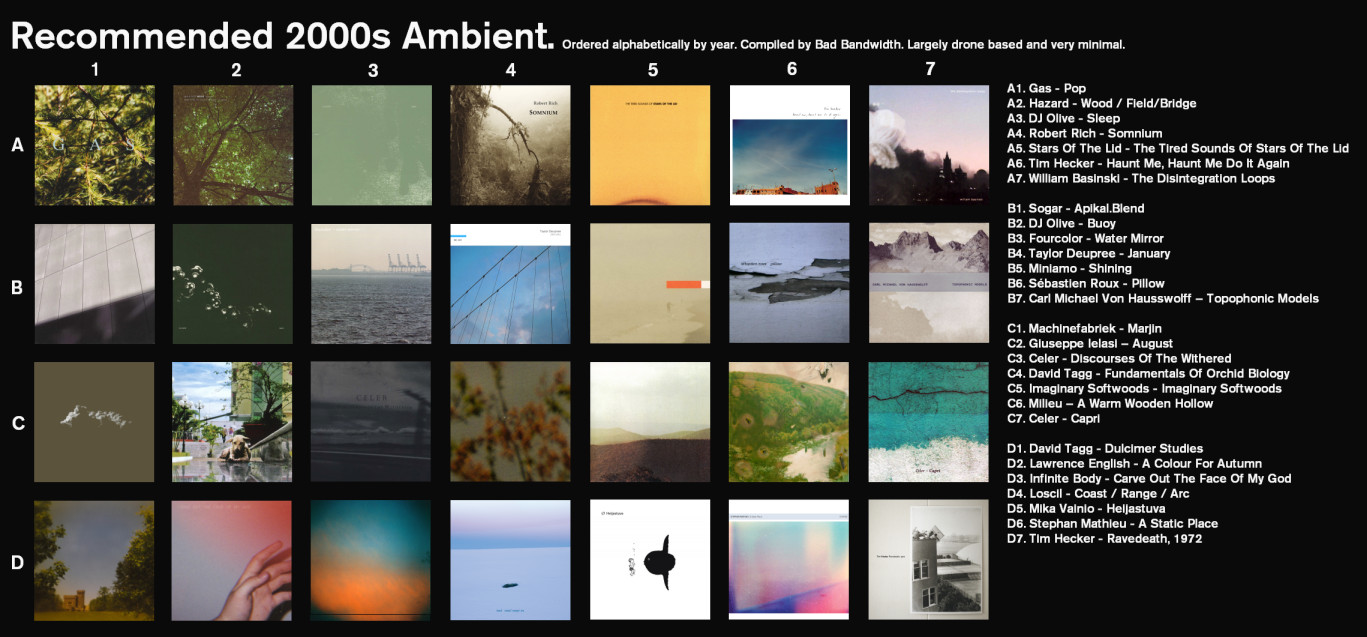 Recommended 2000s Ambient. Ordered alphabetically by year. Compiled by Bad Bandwidth. Largely drone based and very minimal.
1 2 3 4 5 6 7
A
B
C
D
G A S
Robert Rich
SOMNIUM
THE TIRED SOUNDS OF STARS OF THE LID
CARL MICHAEL VON HAUSSWOLFF TOPOPHONIC MODELS
CELER
Celer - Capri
A1. Gas - Pop
A2. Hazard - Wood / Field/Bridge
A3. DJ Olive - Sleep
A4. Robert Rich - Somnium
A5. Stars Of The Lid - The Tired Sounds Of Stars Of The Lid
A6. Tim Hecker - Haunt Me, Haunt Me Do It Again
A7. William Basinski - The Disintegration Loops
B1. Sogar - Apikal.Blend
B2. DJ Olive - Buoy
B3. Fourcolor - Water Mirror
B4. Taylor Deupree - January
B5. Miniamo - Shining
B6. Sébastien Roux - Pillow
B7. Carl Michael Von Hausswolff – Topophonic Models
C1. Machinefabriek - Marjin
C2. Giuseppe Ielasi – August
C3. Celer - Discourses Of The Withered
C4. David Tagg - Fundamentals Of Orchid Biology
C5. Imaginary Softwoods - Imaginary Softwoods
C6. Milieu – A Warm Wooden Hollow
C7. Celer - Capri
D1. David Tagg - Dulcimer Studies
D2. Lawrence English - A Colour For Autumn
D3. Infinite Body - Carve Out The Face Of My God
D4. Loscil - Coast / Range / Arc
D5. Mika Vainio - Heijastuva
D6. Stephan Mathieu - A Static Place
D7. Tim Hecker - Ravedeath, 1972